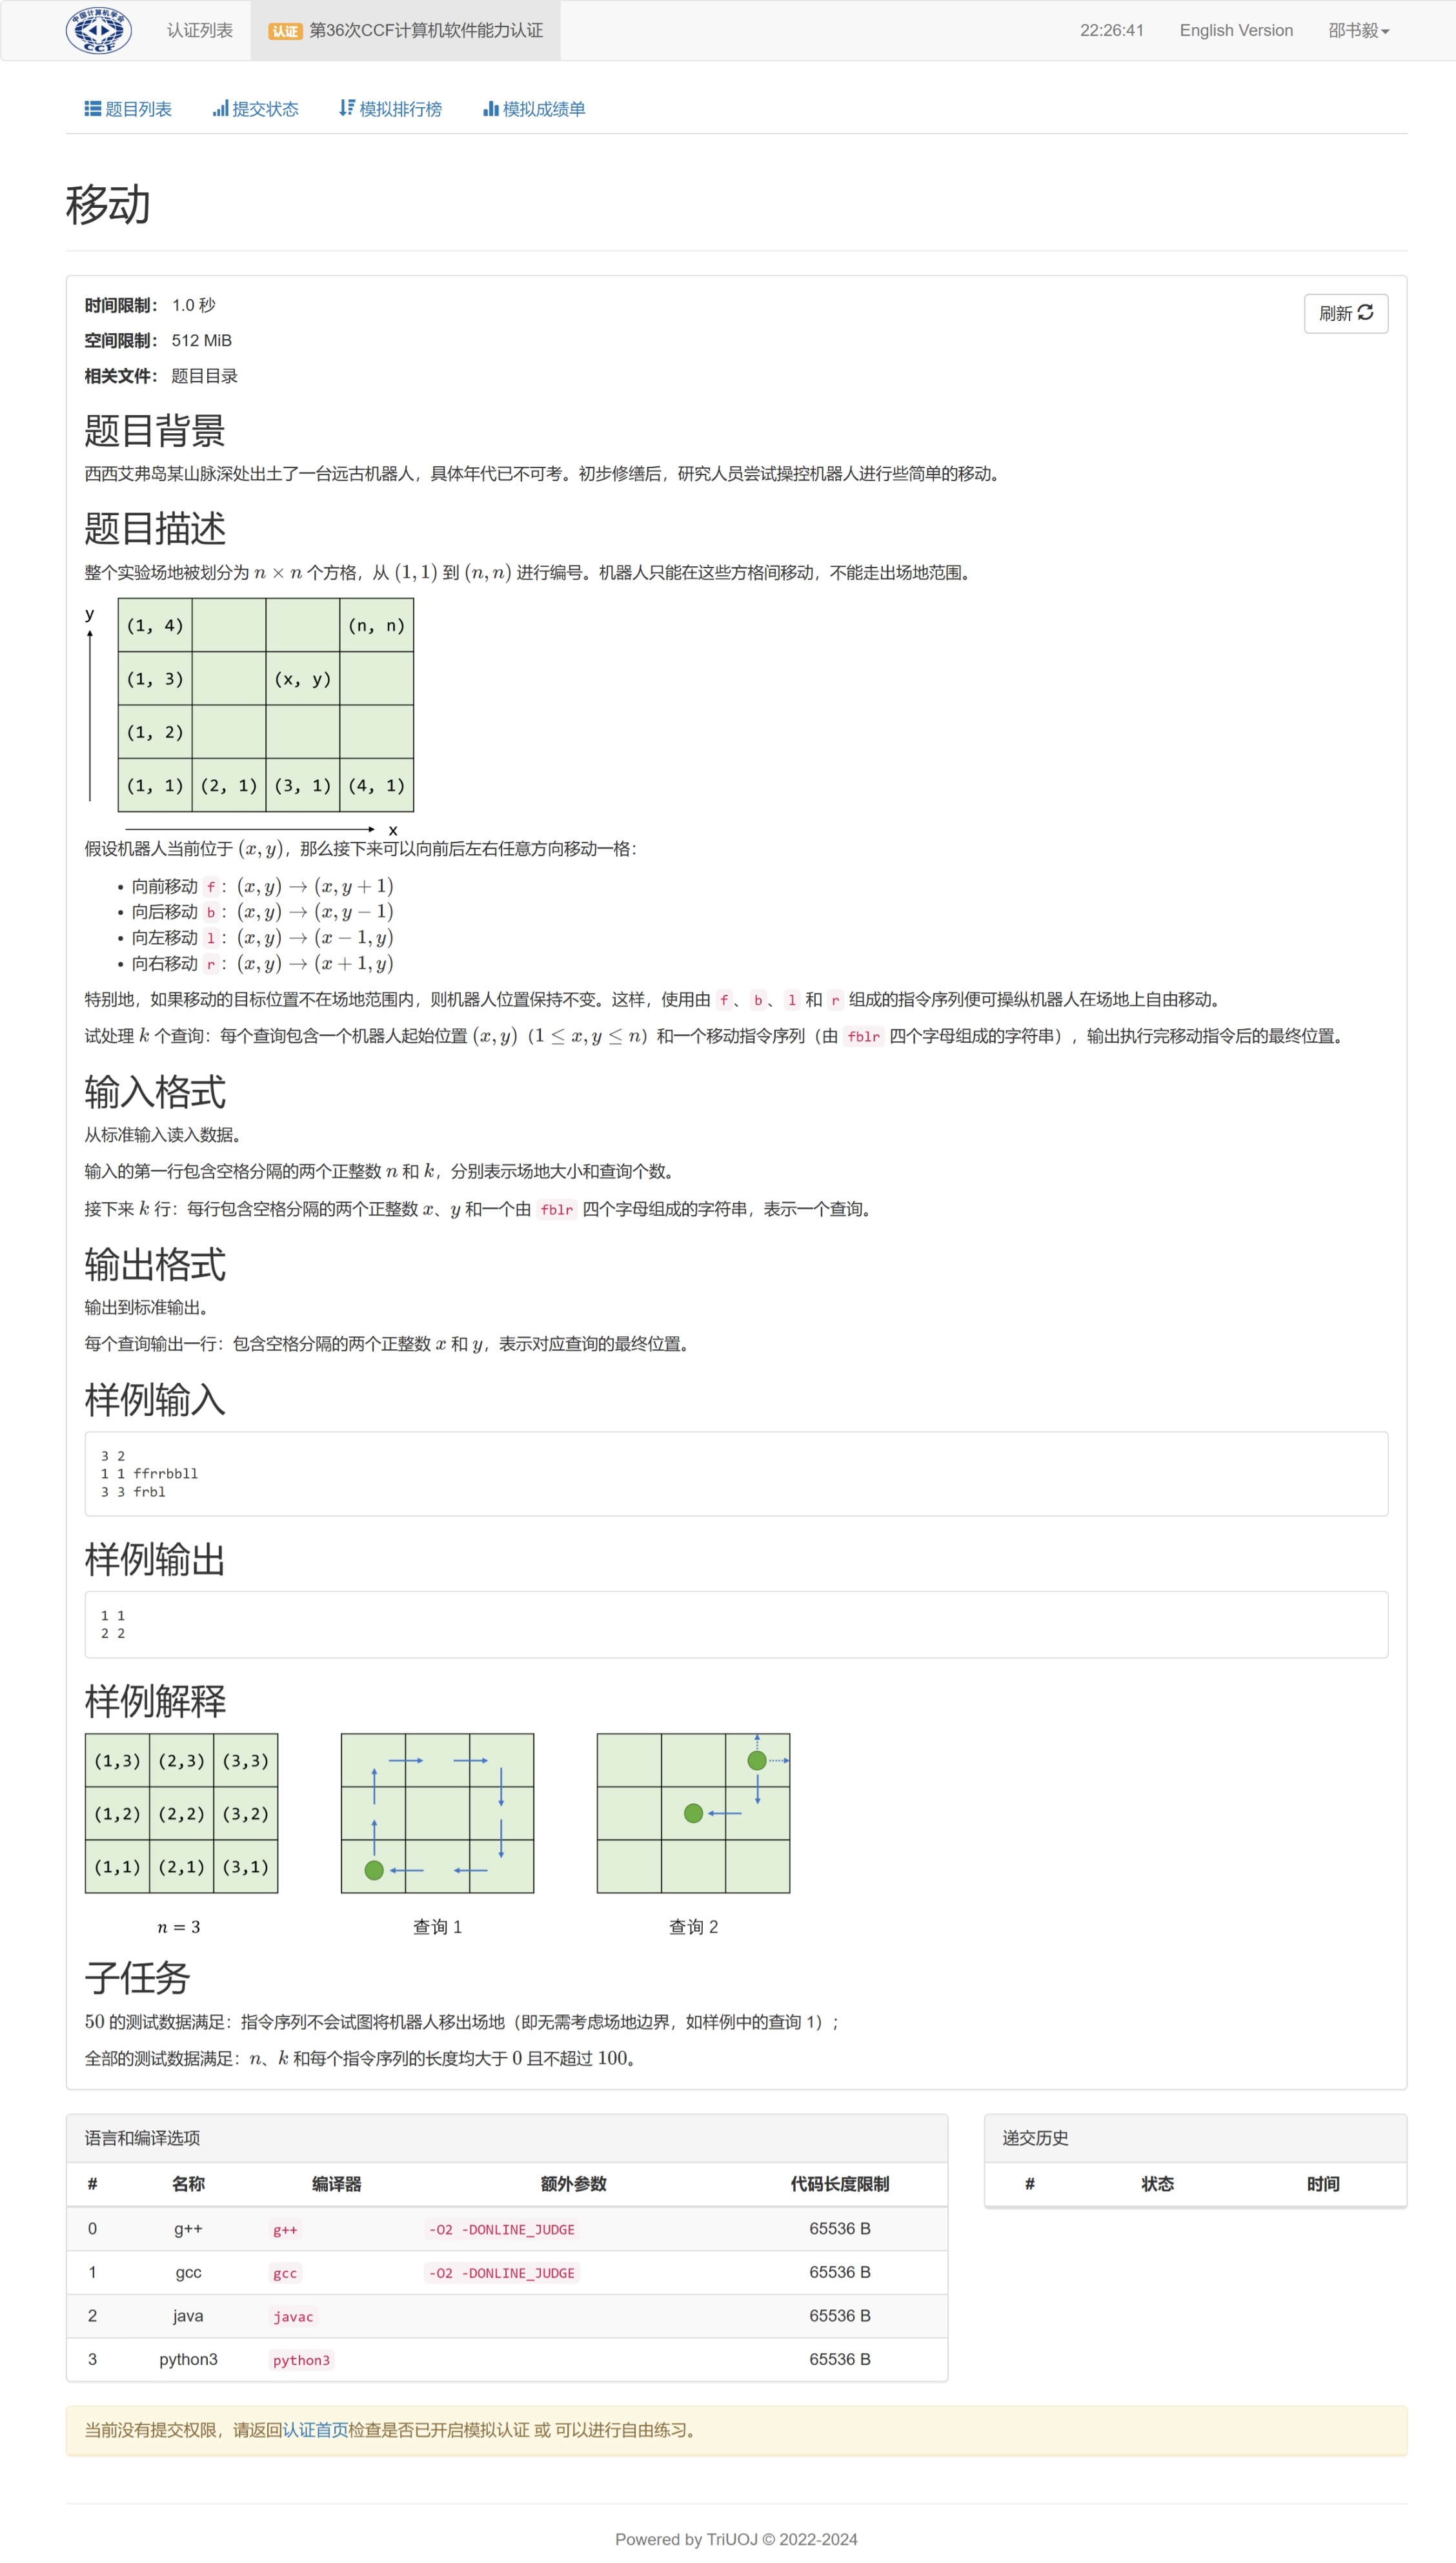 中国计算机学会
CCF
认证列表
认证 第36次CCF计算机软件能力认证
22:26:41
English Version
邵书毅
题目列表
提交状态
模拟排行榜
模拟成绩单
移动
时间限制： 1.0 秒
刷新
空间限制： 512 MiB
相关文件： 题目目录
题目背景
西西艾弗岛某山脉深处出土了一台远古机器人，具体年代已不可考。初步修缮后，研究人员尝试操控机器人进行些简单的移动。
题目描述
整个实验场地被划分为 n × n 个方格，从 (1, 1) 到 (n, n) 进行编号。机器人只能在这些方格间移动，不能走出场地范围。
y
(1, 4) (n, n)
(1, 3) (x, y)
(1, 2)
(1, 1) (2, 1) (3, 1) (4, 1)
x
假设机器人当前位于 (x, y)，那么接下来可以向前后左右任意方向移动一格：
• 向前移动 f ：(x, y) → (x, y + 1)
• 向后移动 b ：(x, y) → (x, y − 1)
• 向左移动 l ：(x, y) → (x − 1, y)
• 向右移动 r ：(x, y) → (x + 1, y)
特别地，如果移动的目标位置不在场地范围内，则机器人位置保持不变。这样，使用由 f 、 b 、 l 和 r 组成的指令序列便可操纵机器人在场地上自由移动。
试处理 k 个查询：每个查询包含一个机器人起始位置 (x, y)（1 ≤ x, y ≤ n）和一个移动指令序列（由 fblr 四个字母组成的字符串），输出执行完移动指令后的最终位置。
输入格式
从标准输入读入数据。
输入的第一行包含空格分隔的两个正整数 n 和 k，分别表示场地大小和查询个数。
接下来 k 行：每行包含空格分隔的两个正整数 x、y 和一个由 fblr 四个字母组成的字符串，表示一个查询。
输出格式
输出到标准输出。
每个查询输出一行：包含空格分隔的两个正整数 x 和 y，表示对应查询的最终位置。
样例输入
3 2
1 1 ffrrbbll
3 3 frbl
样例输出
1 1
2 2
样例解释
(1,3) (2,3) (3,3)
(1,2) (2,2) (3,2)
(1,1) (2,1) (3,1)
n = 3
查询 1
查询 2
子任务
50 的测试数据满足：指令序列不会试图将机器人移出场地（即无需考虑场地边界，如样例中的查询 1）；
全部的测试数据满足：n、k 和每个指令序列的长度均大于 0 且不超过 100。
语言和编译选项
# 名称 编译器 额外参数 代码长度限制
0 g++ g++ -O2 -DONLINE_JUDGE 65536 B
1 gcc gcc -O2 -DONLINE_JUDGE 65536 B
2 java javac 65536 B
3 python3 python3 65536 B
递交历史
# 状态 时间
当前没有提交权限，请返回认证首页检查是否已开启模拟认证 或 可以进行自由练习。
Powered by TriUOJ © 2022-2024